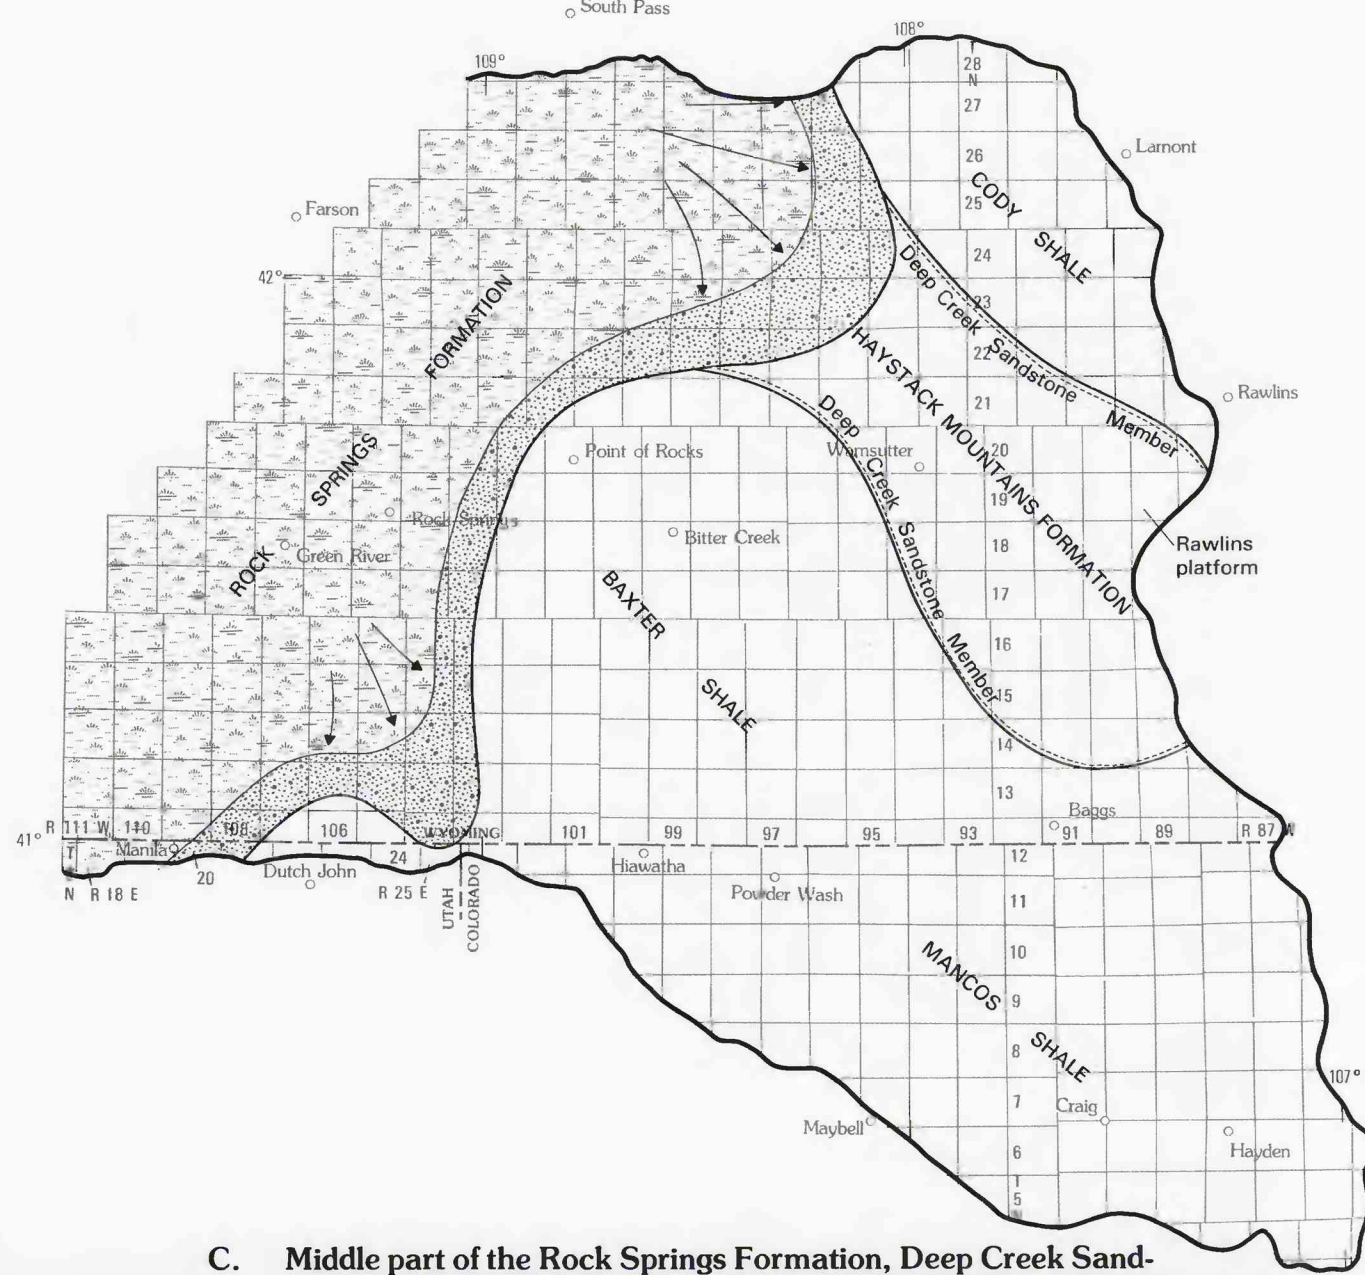 South Pass
108°
109°
T
28
N
27
Lamont
26
CODY
25
Farson
SHALE
24
42°
Deep Creek Sandstone Member
23
FORMATION
22
HAYSTACK MOUNTAINS FORMATION
Rawlins
21
Deep Creek Sandstone Member
Point of Rocks
Wamsutter
20
SPRINGS
19
Rock Springs
Bitter Creek
18
Rawlins
platform
Green River
ROCK
BAXTER
17
16
SHALE
15
14
13
Baggs
41°
R 111 W 110 108 106 WYOMING 101 99 97 95 93 91 89 R 87 W
T
N
Manila
24
12
Hiawatha
R 18 E
20
Dutch John
R 25 E
UTAH
COLORADO
Powder Wash
11
MANCOS
10
9
SHALE
8
107°
7
Craig
Maybell
6
Hayden
T
5
N
C. Middle part of the Rock Springs Formation, Deep Creek Sand-